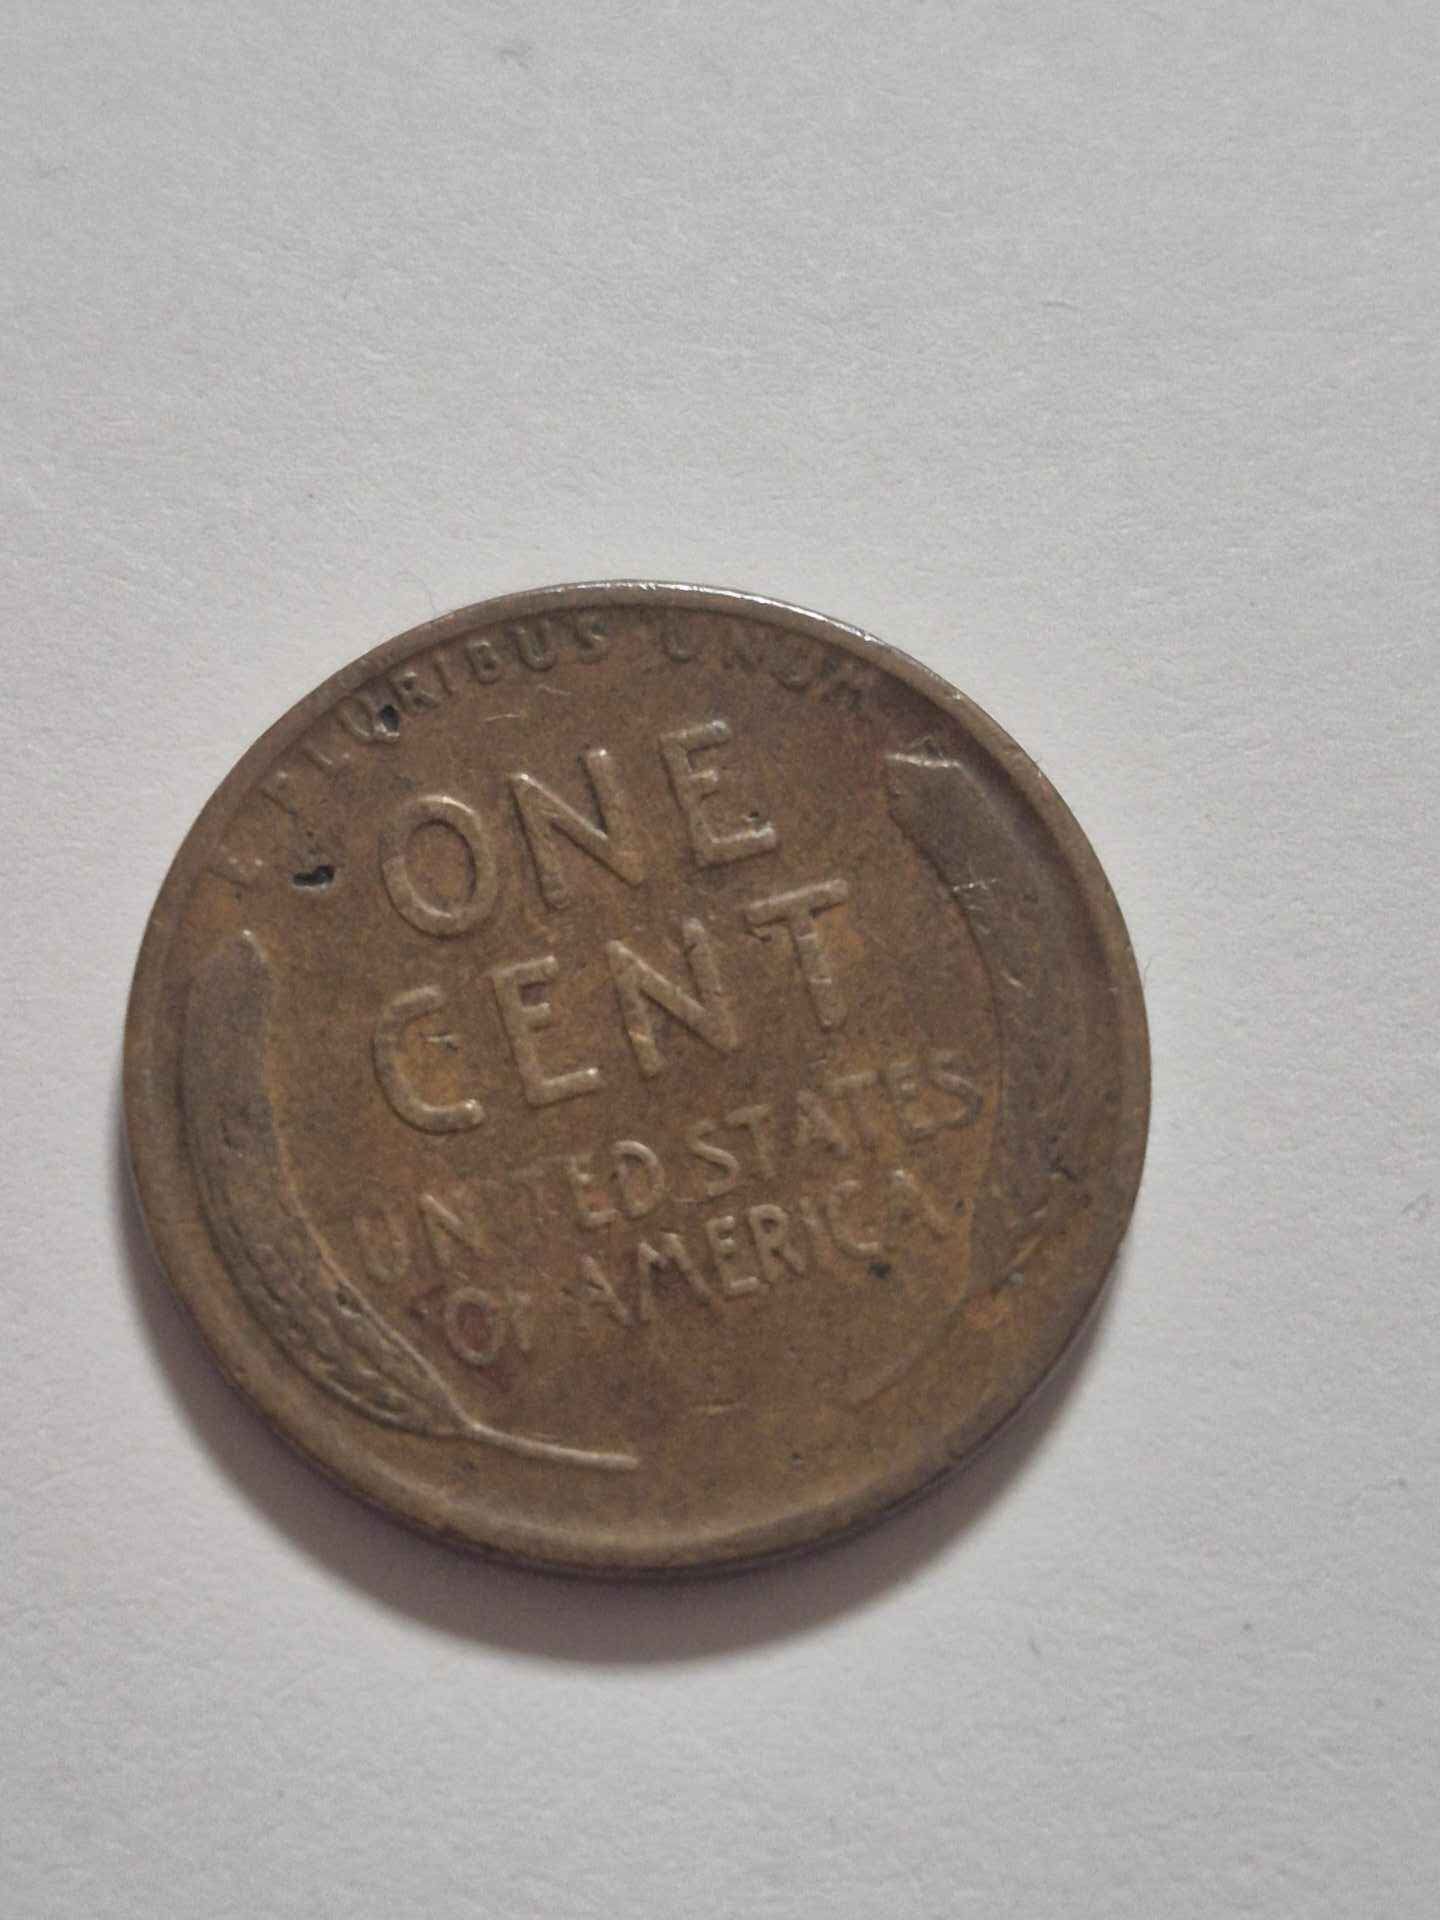 PLURIBUS UNUM
ONE
CENT
UNITED STATES
OF AMERICA